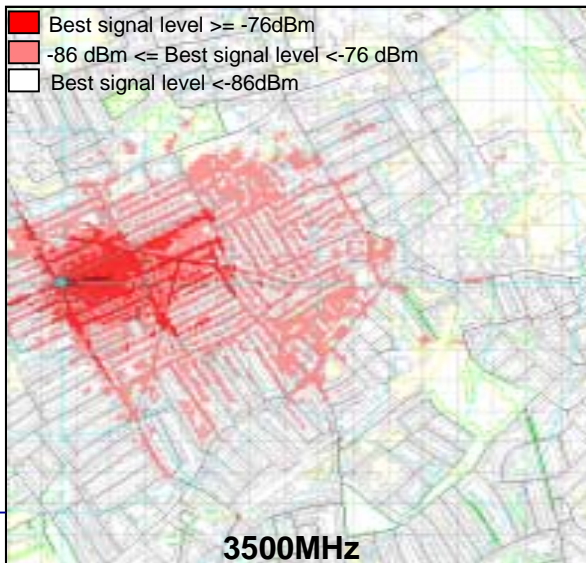 Best signal level >= -76dBm
-86 dBm <= Best signal level <-76 dBm
Best signal level <-86dBm
3500MHz